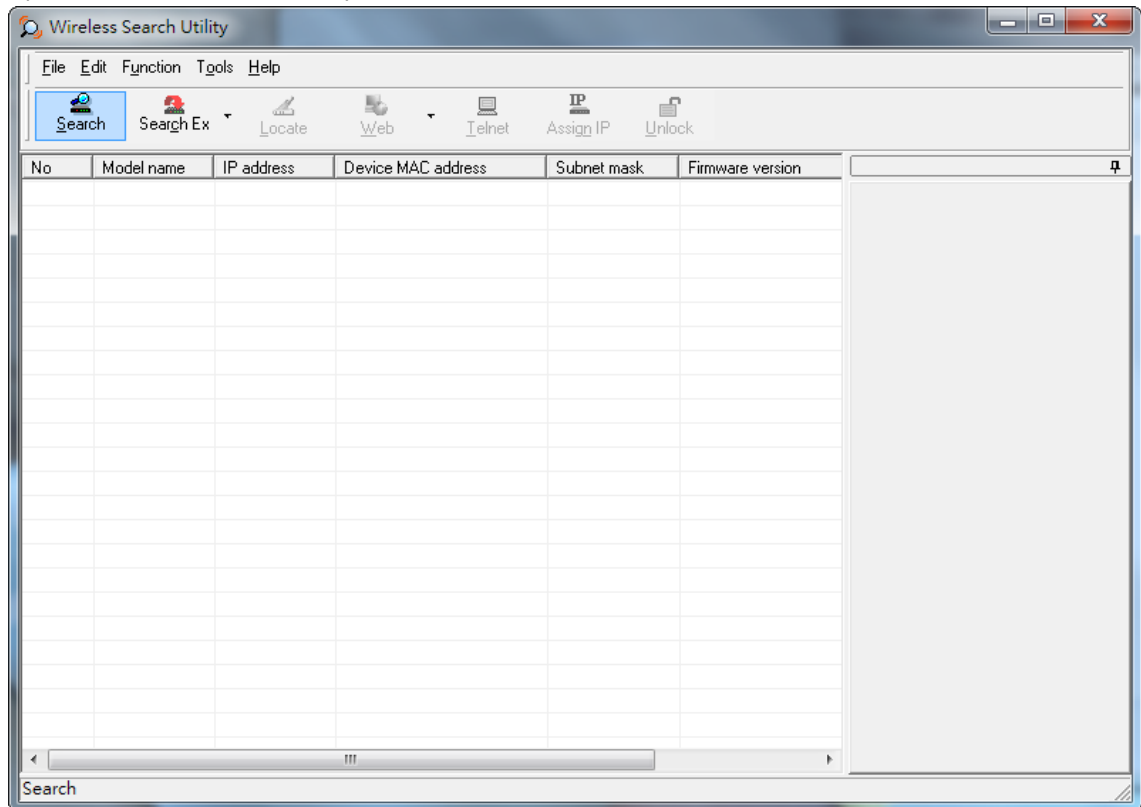 Wireless Search Utility
File Edit Function Tools Help
Search Search Ex Locate Web Telnet Assign IP Unlock
No Model name IP address Device MAC address Subnet mask Firmware version
Search